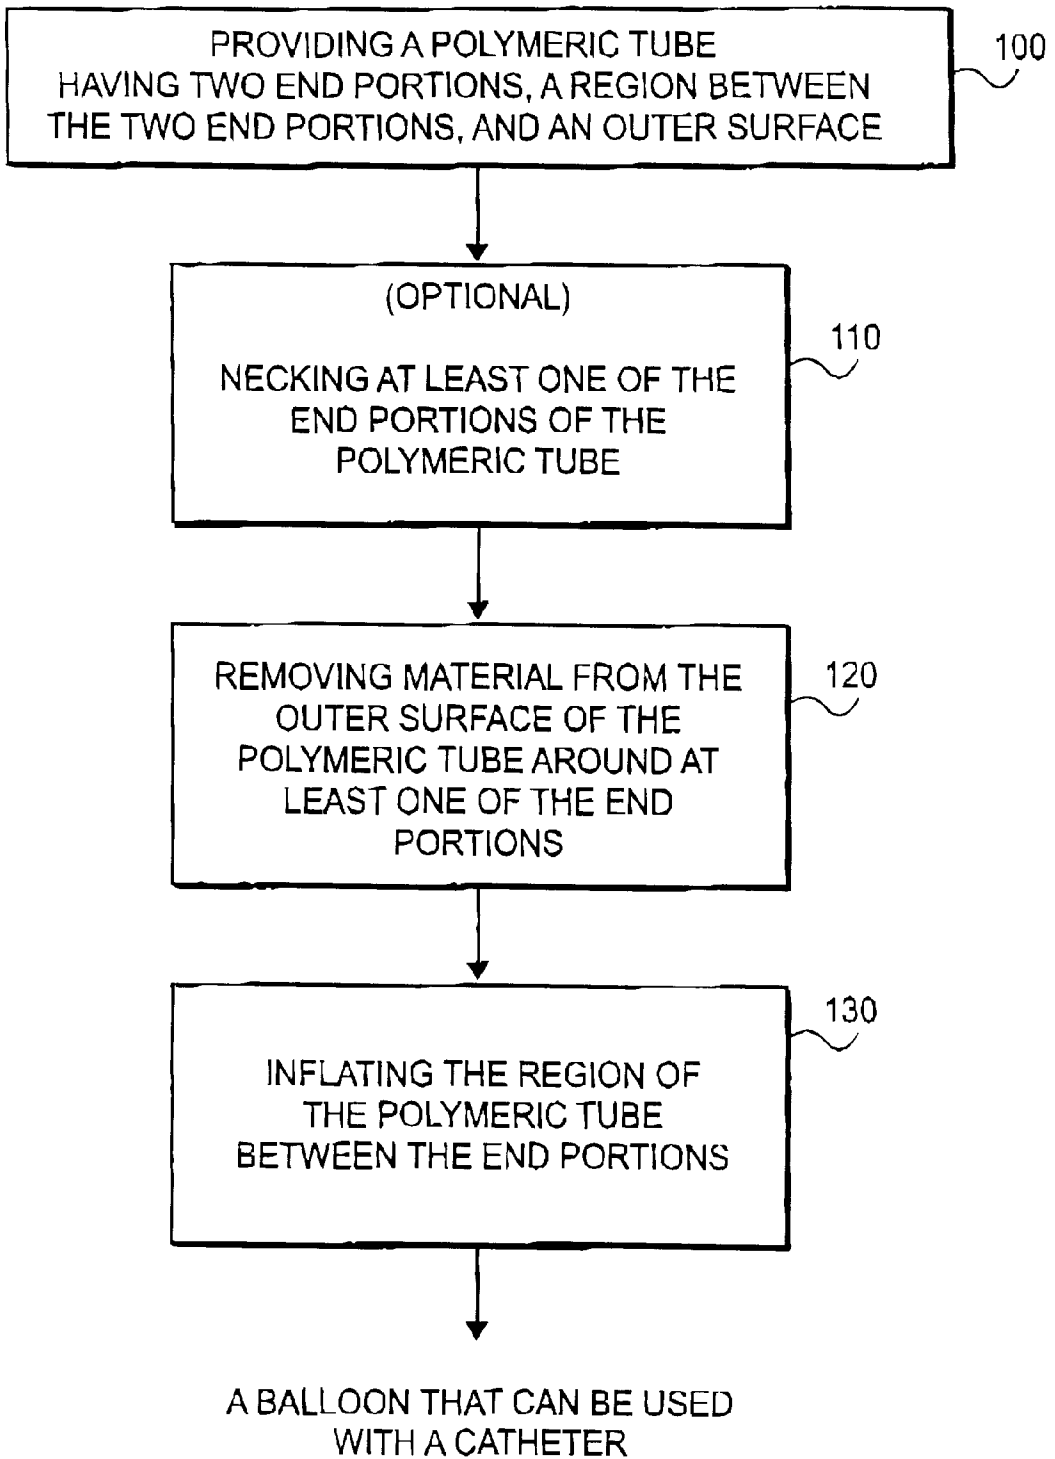 PROVIDING A POLYMERIC TUBE
HAVING TWO END PORTIONS, A REGION BETWEEN
THE TWO END PORTIONS, AND AN OUTER SURFACE
100
(OPTIONAL)
NECKING AT LEAST ONE OF THE
END PORTIONS OF THE
POLYMERIC TUBE
110
REMOVING MATERIAL FROM THE
OUTER SURFACE OF THE
POLYMERIC TUBE AROUND AT
LEAST ONE OF THE END
PORTIONS
120
INFLATING THE REGION OF
THE POLYMERIC TUBE
BETWEEN THE END PORTIONS
130
A BALLOON THAT CAN BE USED
WITH A CATHETER